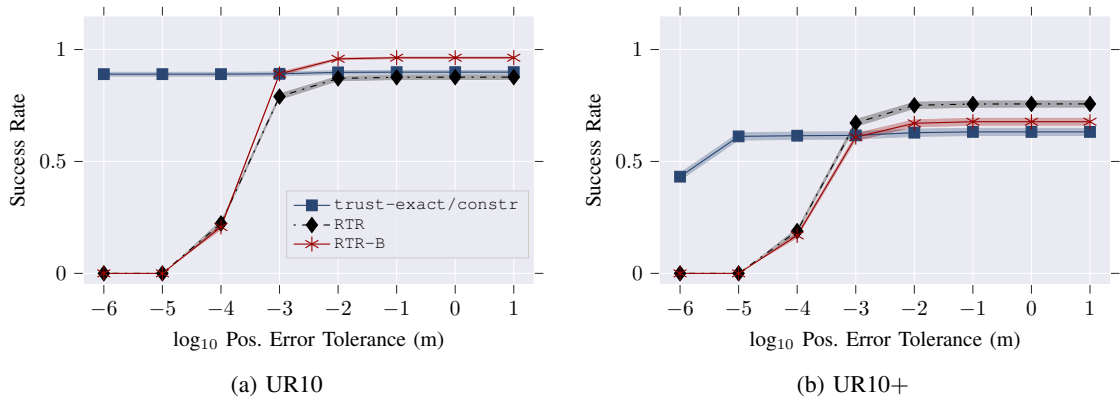 1
0.5
0
Success Rate
trust-exact/constr
RTR
RTR-B
−6 −5 −4 −3 −2 −1 0 1
log₁₀ Pos. Error Tolerance (m)
(a) UR10
1
0.5
0
Success Rate
−6 −5 −4 −3 −2 −1 0 1
log₁₀ Pos. Error Tolerance (m)
(b) UR10+